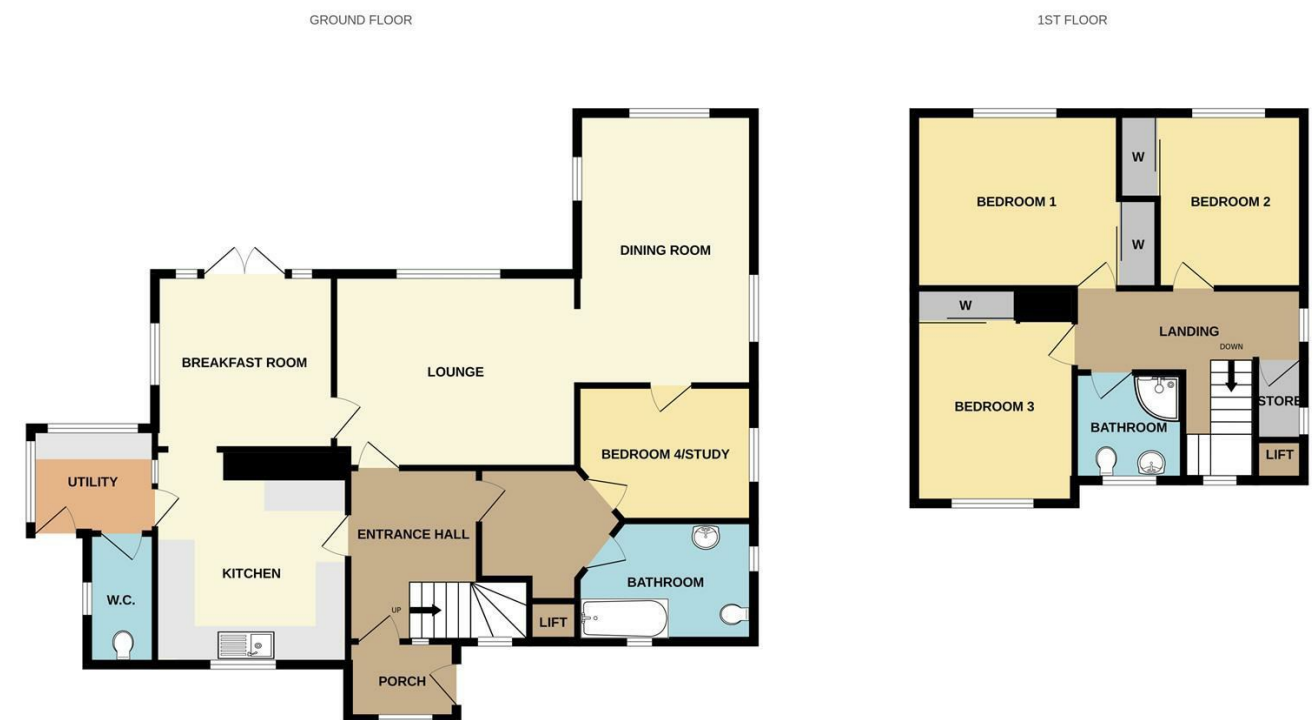 GROUND FLOOR
DINING ROOM
BREAKFAST ROOM
LOUNGE
BEDROOM 4/STUDY
UTILITY
ENTRANCE HALL
KITCHEN
BATHROOM
W.C.
UP
LIFT
PORCH
1ST FLOOR
W
BEDROOM 1
BEDROOM 2
W
W
LANDING
DOWN
STORE
BEDROOM 3
BATHROOM
LIFT